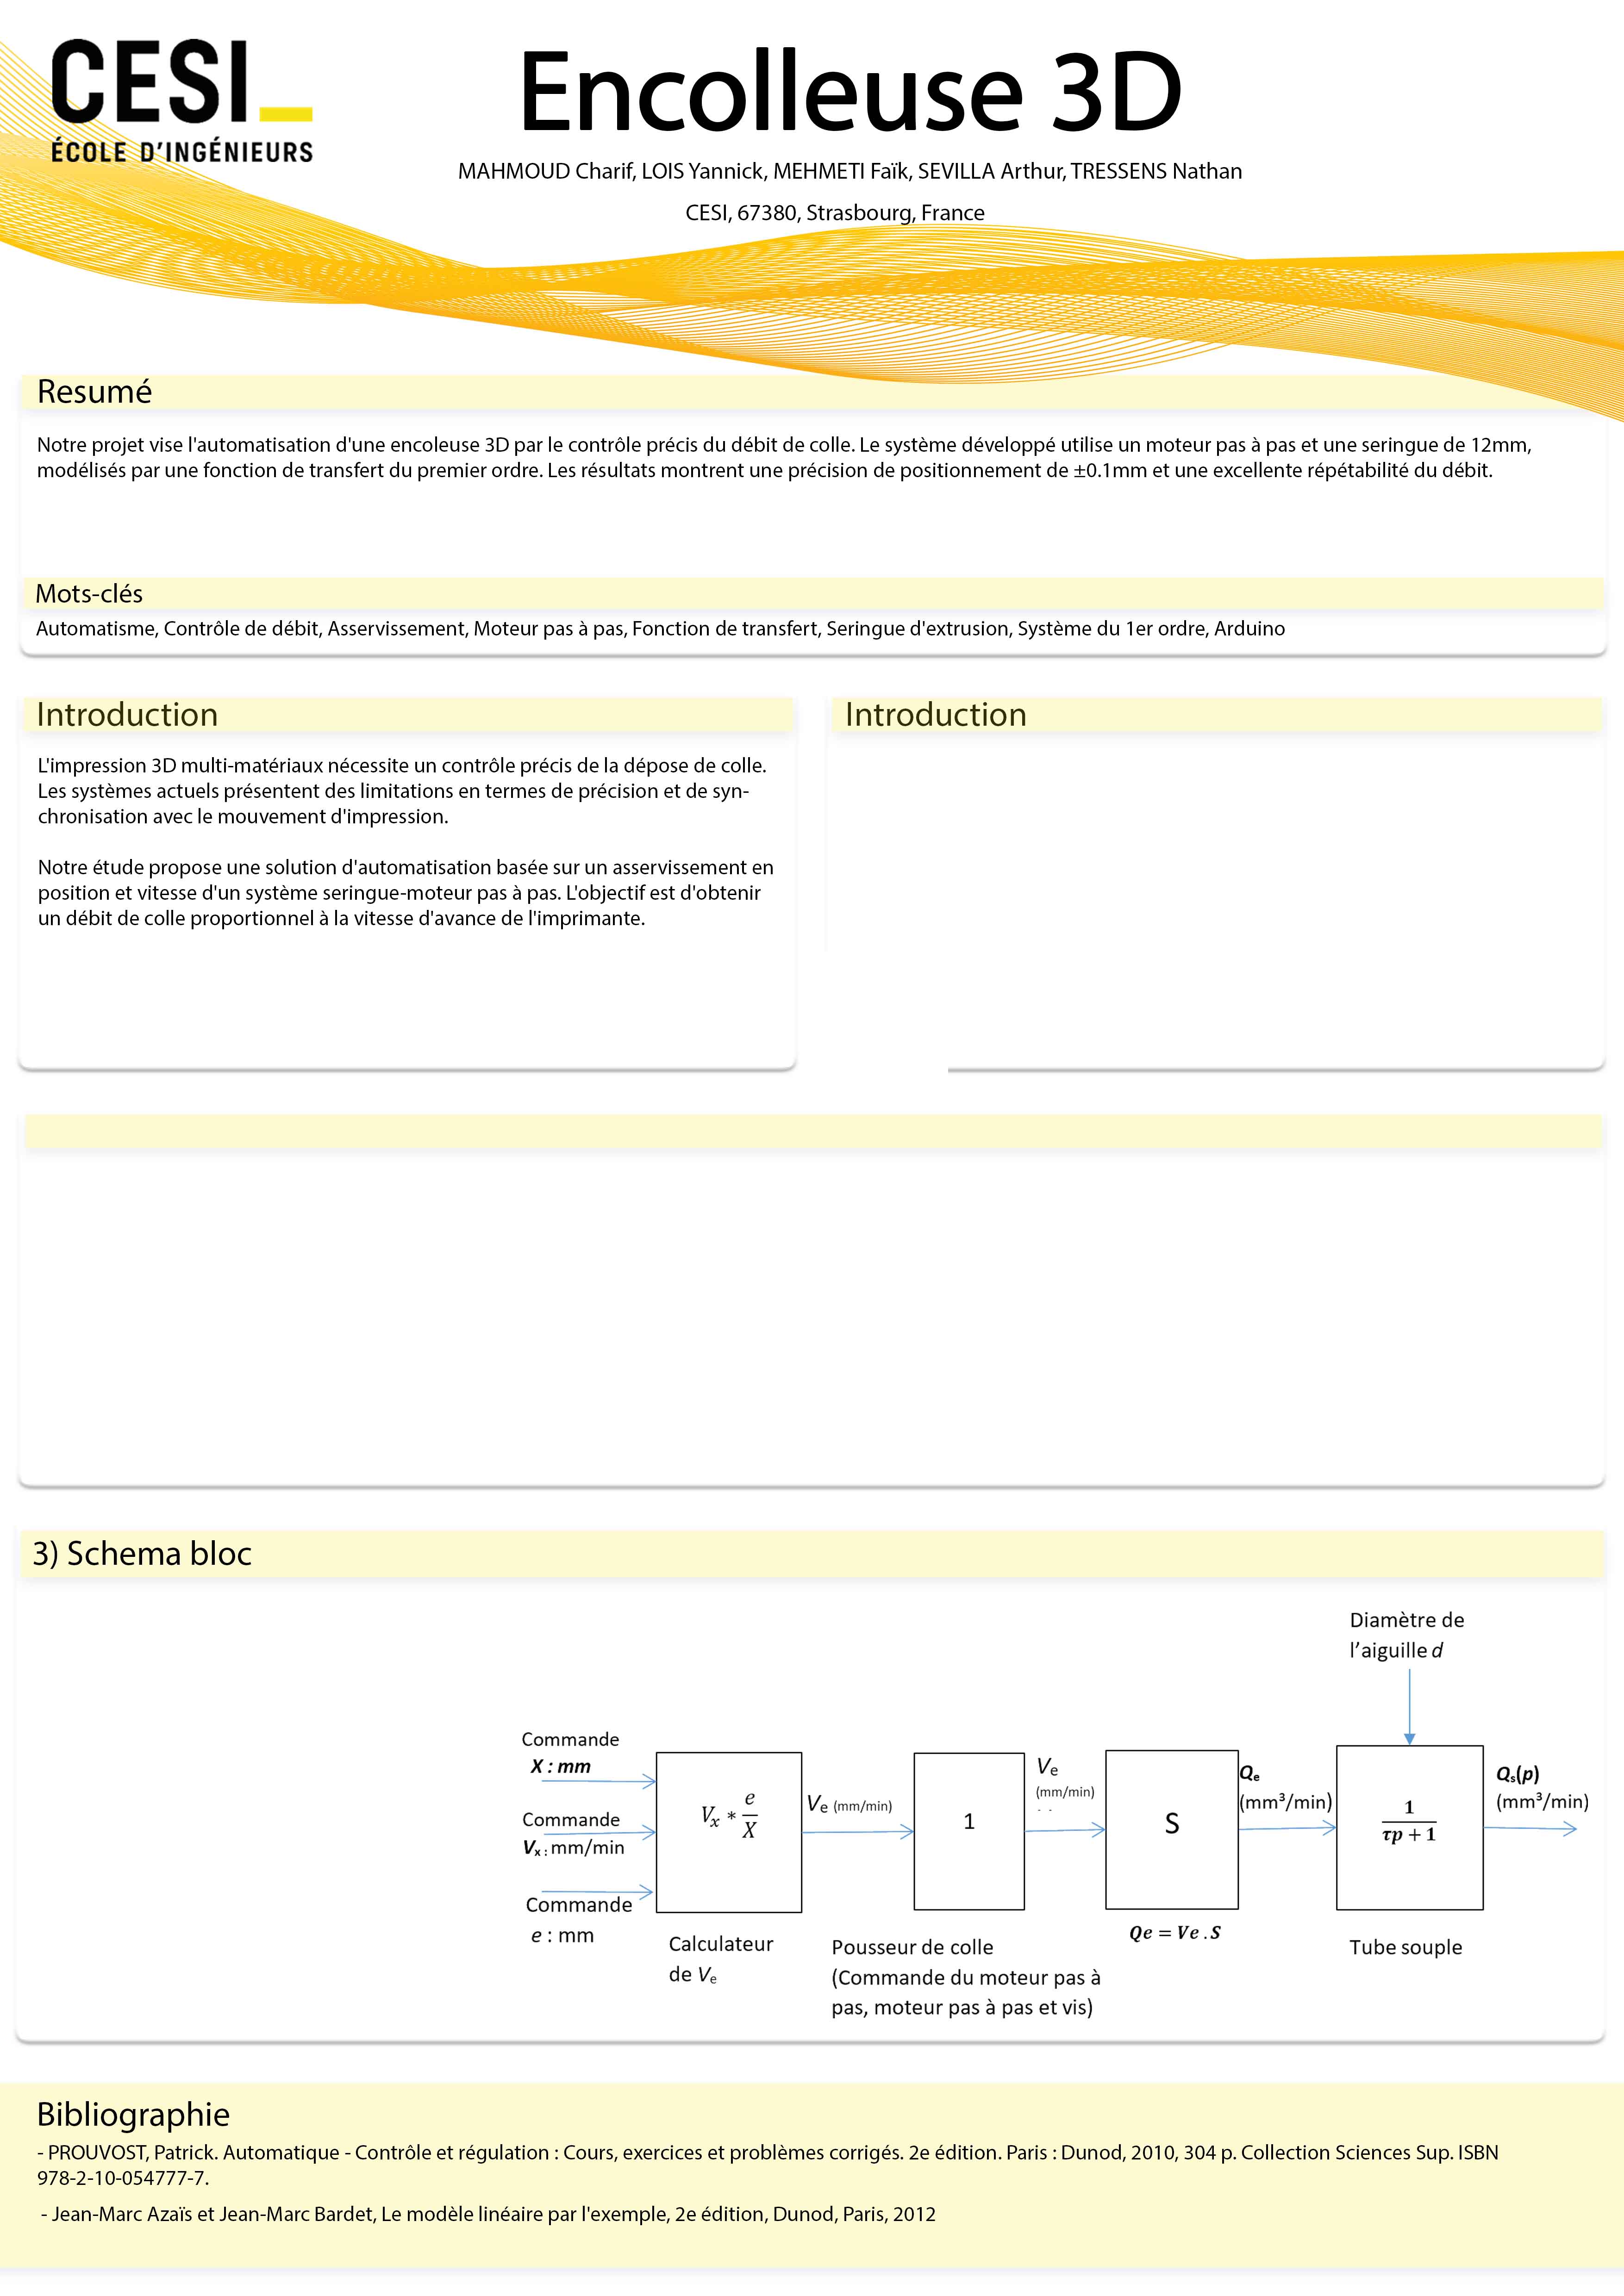 CESI_
ÉCOLE D'INGÉNIEURS
Encolleuse 3D
MAHMOUD Charif, LOIS Yannick, MEHMETI Faïk, SEVILLA Arthur, TRESSENS Nathan
CESI, 67380, Strasbourg, France
Resumé
Notre projet vise l'automatisation d'une encoleuse 3D par le contrôle précis du débit de colle. Le système développé utilise un moteur pas à pas et une seringue de 12mm,
modélisés par une fonction de transfert du premier ordre. Les résultats montrent une précision de positionnement de ±0.1mm et une excellente répétabilité du débit.
Mots-clés
Automatisme, Contrôle de débit, Asservissement, Moteur pas à pas, Fonction de transfert, Seringue d'extrusion, Système du 1er ordre, Arduino
Introduction
L'impression 3D multi-matériaux nécessite un contrôle précis de la dépose de colle.
Les systèmes actuels présentent des limitations en termes de précision et de syn-
chronisation avec le mouvement d'impression.
Notre étude propose une solution d'automatisation basée sur un asservissement en
position et vitesse d'un système seringue-moteur pas à pas. L'objectif est d'obtenir
un débit de colle proportionnel à la vitesse d'avance de l'imprimante.
Introduction
3) Schema bloc
Commande
X : mm
Commande
Vx : mm/min
Commande
e : mm
Vx * e/X
Calculateur
de Ve
Ve (mm/min)
1
Pousseur de colle
(Commande du moteur pas à
pas, moteur pas à pas et vis)
Ve
(mm/min)
S
Qe = Ve . S
Qe
(mm³/min)
Diamètre de
l'aiguille d
1/(τp + 1)
Tube souple
Qs(p)
(mm³/min)
Bibliographie
- PROUVOST, Patrick. Automatique - Contrôle et régulation : Cours, exercices et problèmes corrigés. 2e édition. Paris : Dunod, 2010, 304 p. Collection Sciences Sup. ISBN
978-2-10-054777-7.
- Jean-Marc Azaïs et Jean-Marc Bardet, Le modèle linéaire par l'exemple, 2e édition, Dunod, Paris, 2012